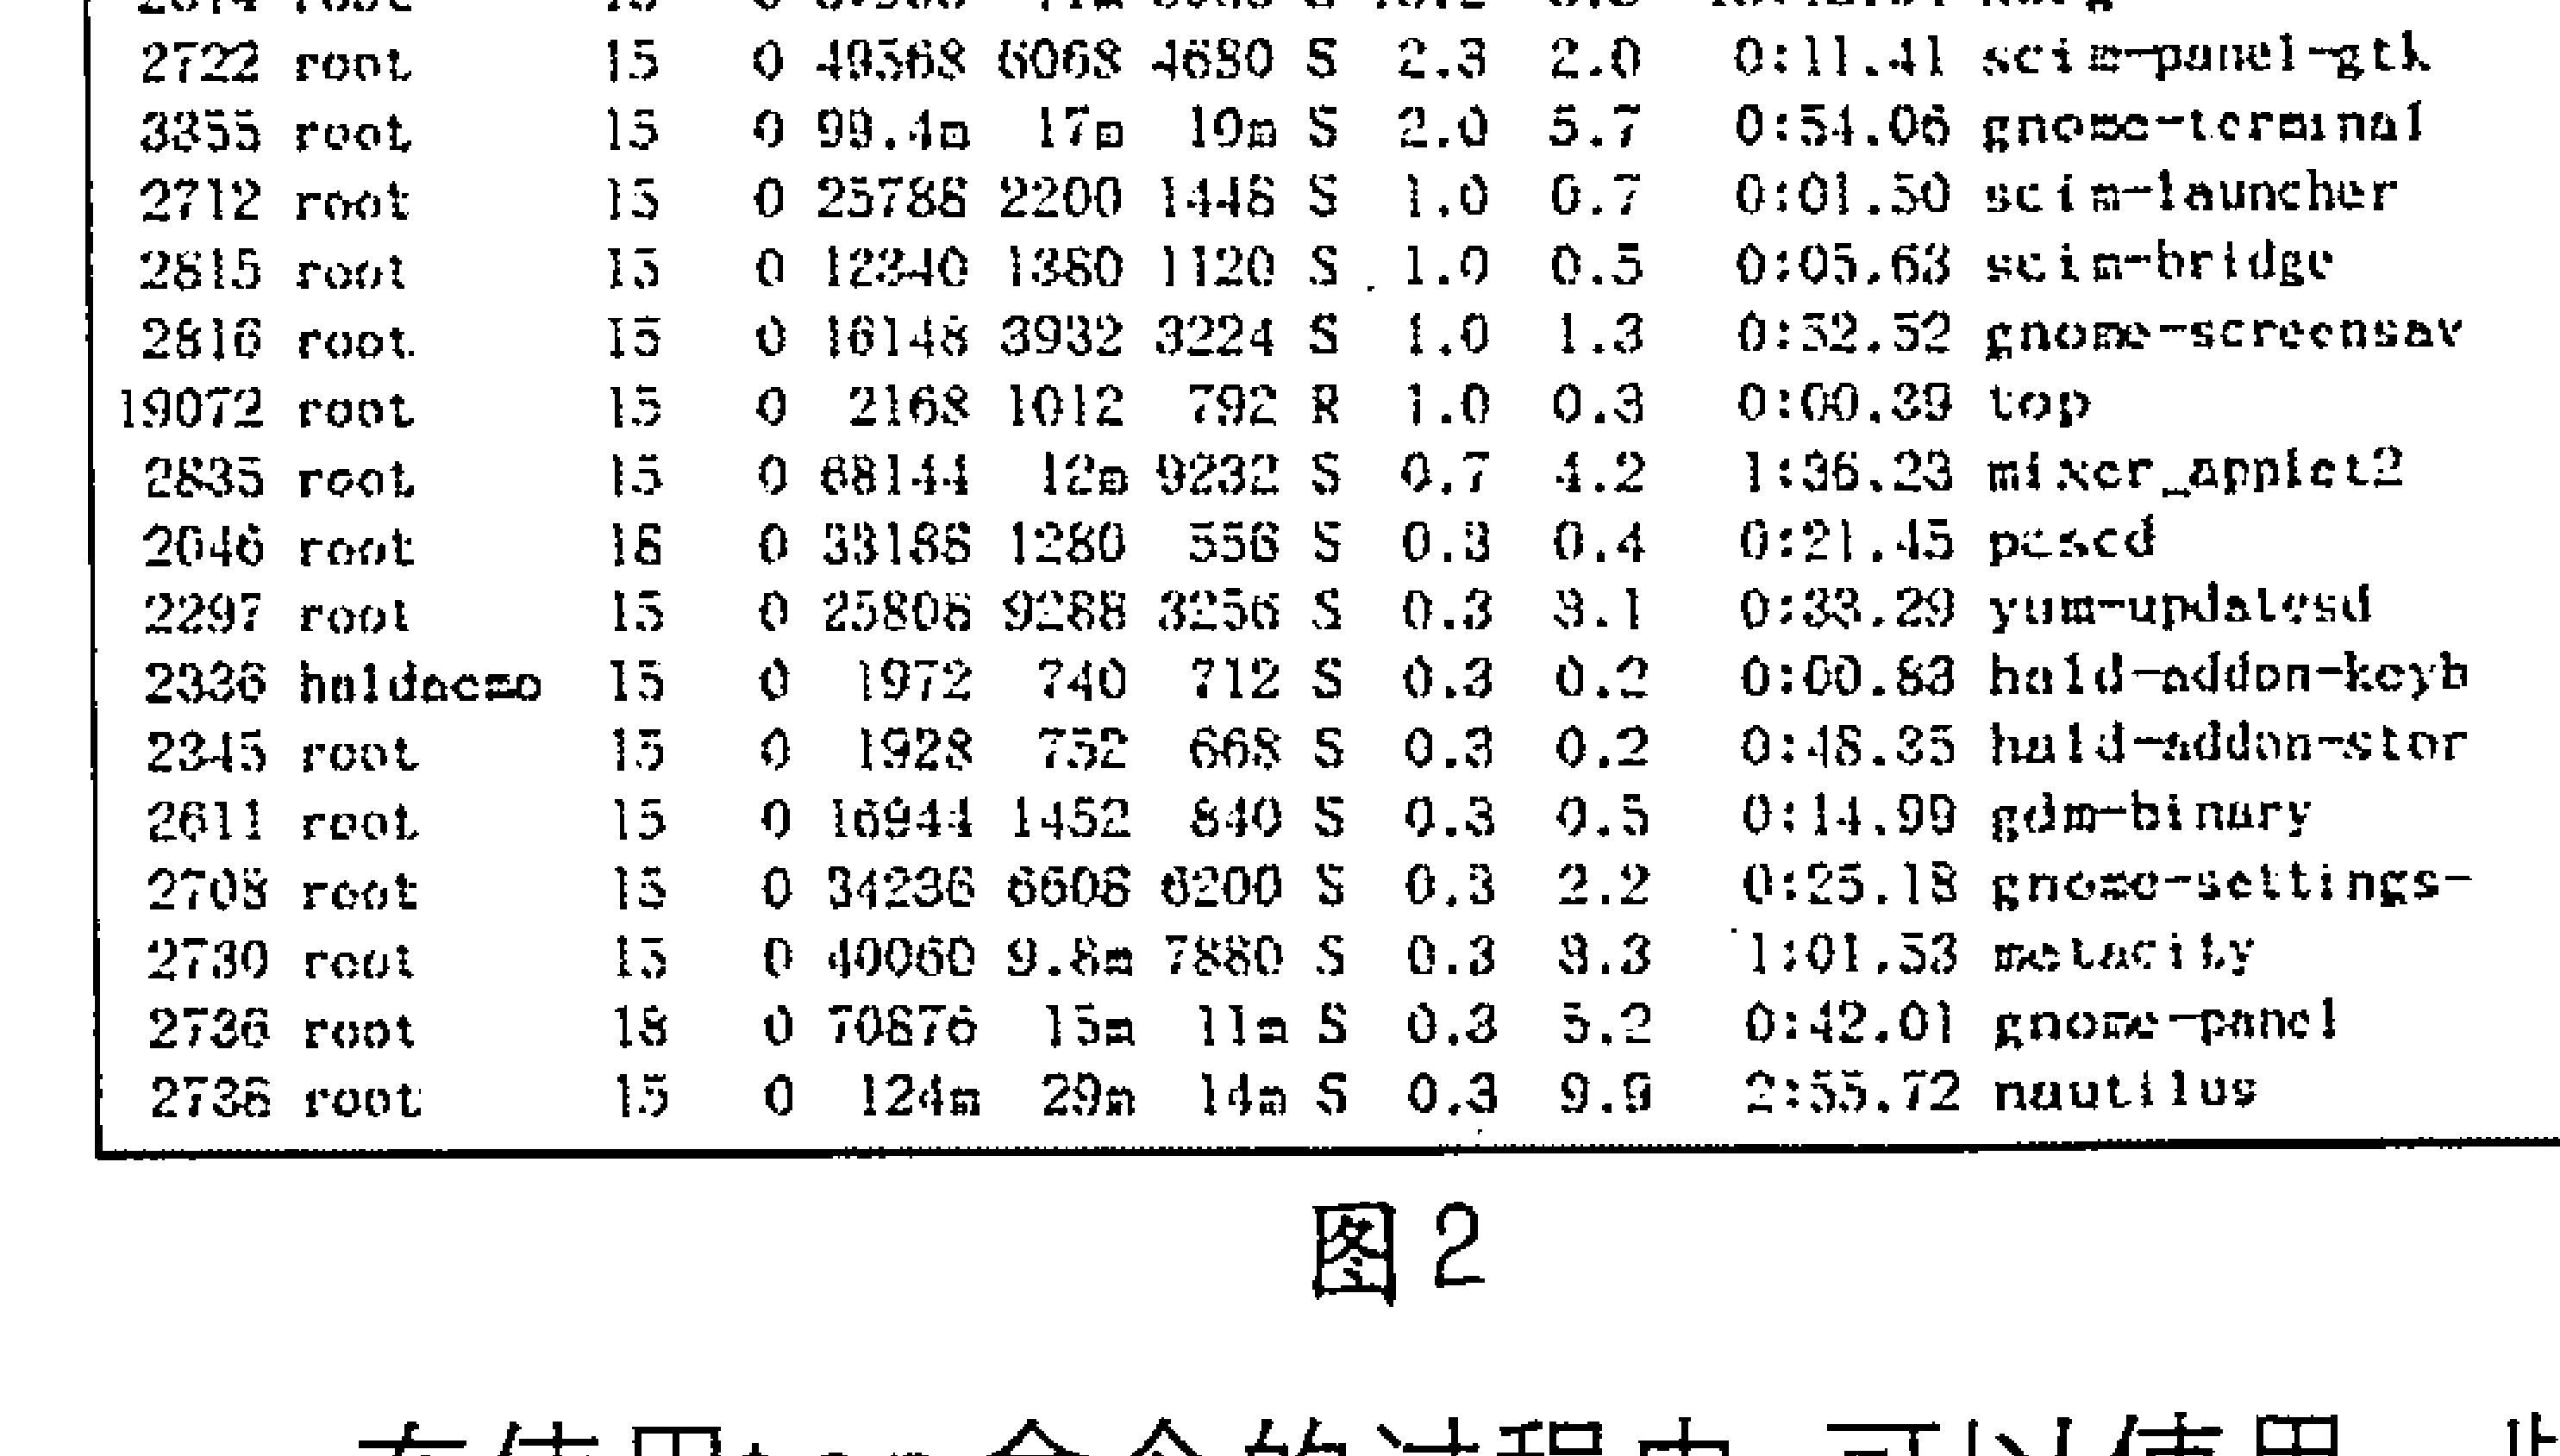 2722 root 15 0 49568 6068 4680 S 2.3 2.0 0:11.41 scim-panel-gtk
3355 root 15 0 99.4m 17m 10m S 2.0 5.7 0:54.06 gnome-terminal
2712 root 15 0 25788 2200 1448 S 1.0 0.7 0:01.50 scim-launcher
2815 root 15 0 12340 1380 1120 S 1.0 0.5 0:05.63 scim-bridge
2816 root 15 0 16148 3932 3224 S 1.0 1.3 0:52.52 gnome-screensav
19072 root 15 0 2168 1012 792 R 1.0 0.3 0:00.39 top
2835 root 15 0 68144 12m 9232 S 0.7 4.2 1:36.23 mixer_applet2
2046 root 18 0 33188 1280 556 S 0.3 0.4 0:21.45 pcscd
2297 root 15 0 25808 9288 3256 S 0.3 3.1 0:33.29 yum-updatesd
2336 haldaemo 15 0 1972 740 712 S 0.3 0.2 0:00.83 hald-addon-keyb
2345 root 15 0 1928 752 668 S 0.3 0.2 0:48.35 hald-addon-stor
2611 root 15 0 16944 1452 840 S 0.3 0.5 0:14.99 gdm-binary
2708 root 15 0 34236 6608 6200 S 0.3 2.2 0:25.18 gnome-settings-
2730 root 15 0 40060 9.8m 7880 S 0.3 3.3 1:01.53 metacity
2736 root 18 0 70876 15m 11m S 0.3 5.2 0:42.01 gnome-panel
2738 root 15 0 124m 29m 14m S 0.3 9.9 2:55.72 nautilus
图 2